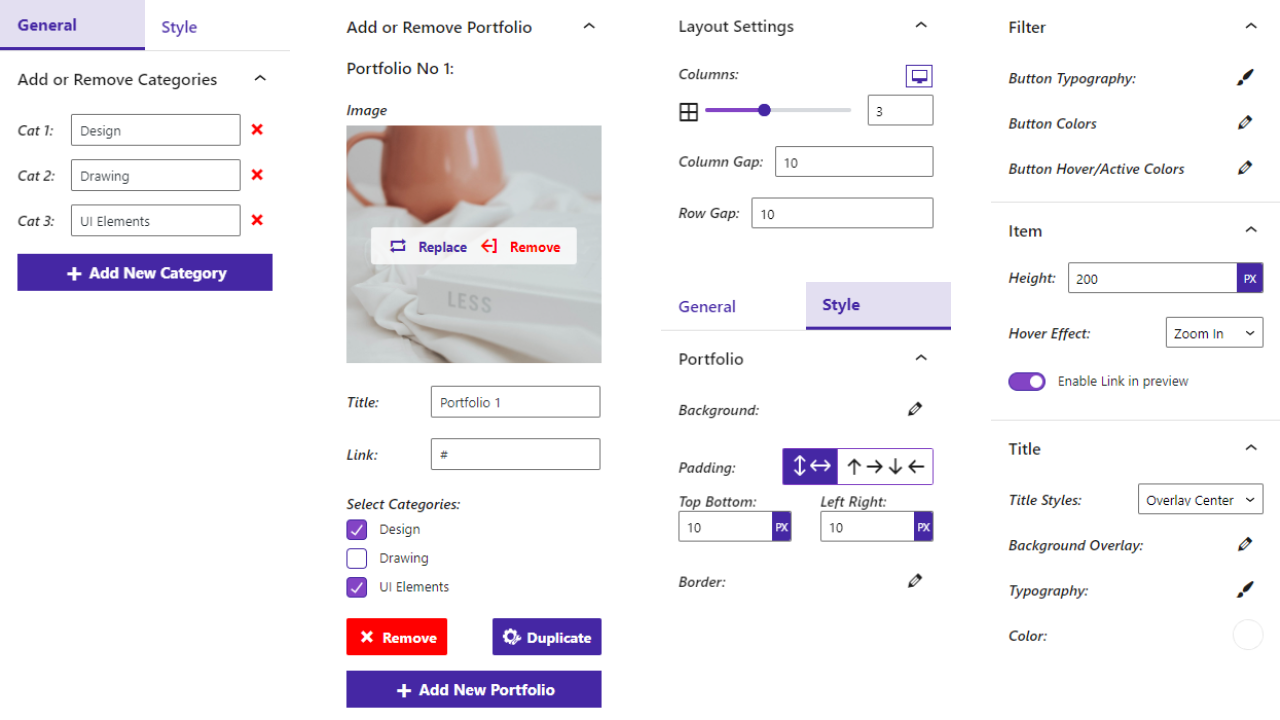 General
Style
Add or Remove Categories
Cat 1:
Design
Cat 2:
Drawing
Cat 3:
UI Elements
Add New Category
Add or Remove Portfolio
Portfolio No 1:
Image
Replace
Remove
LESS
Title:
Portfolio 1
Link:
#
Select Categories:
Design
Drawing
UI Elements
Remove
Duplicate
Add New Portfolio
Layout Settings
Columns:
3
Column Gap:
10
Row Gap:
10
General
Style
Portfolio
Background:
Padding:
Top Bottom:
Left Right:
10
PX
10
PX
Border:
Filter
Button Typography:
Button Colors
Button Hover/Active Colors
Item
Height:
200
PX
Hover Effect:
Zoom In
Enable Link in preview
Title
Title Styles:
Overlay Center
Background Overlay:
Typography:
Color: